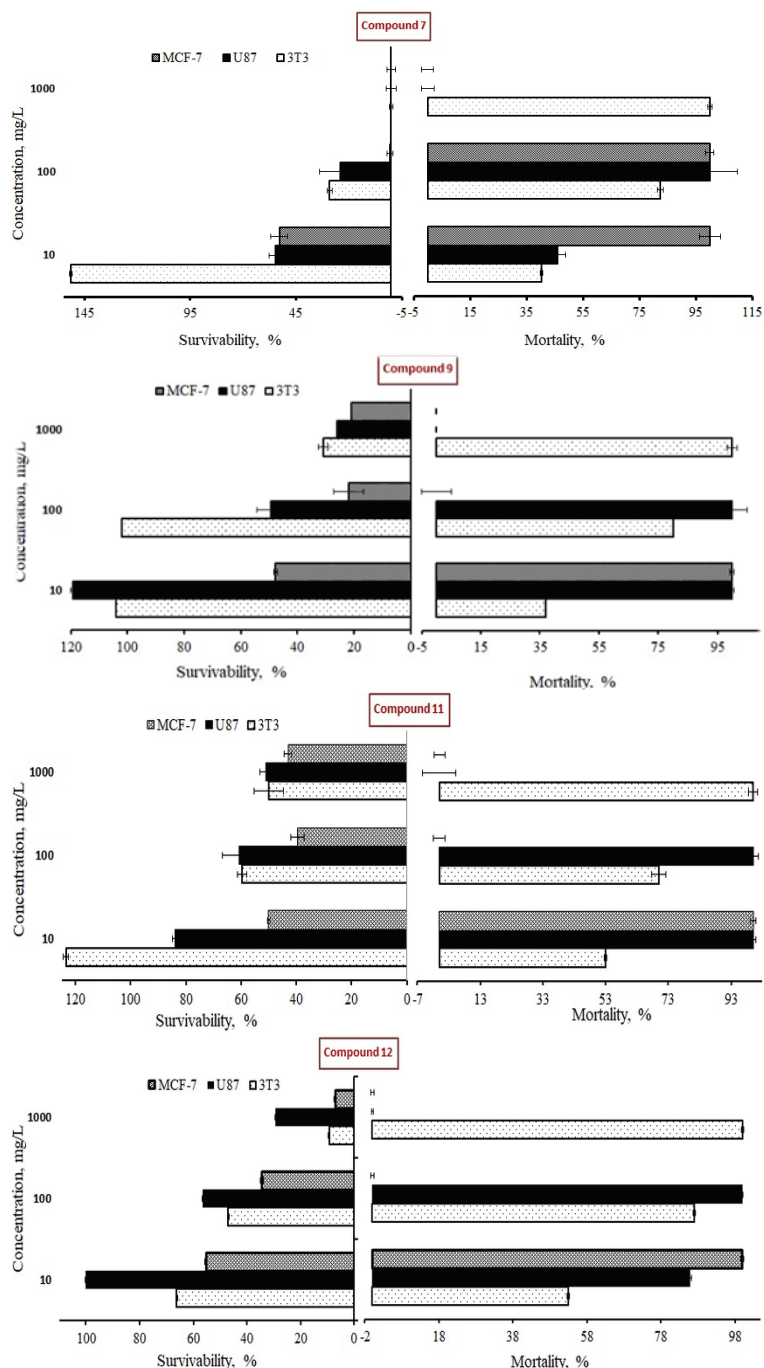 Compound 7
MCF-7 U87 3T3
Concentration, mg/L
1000
100
10
145 95 45 -5 -5 15 35 55 75 95 115
Survivability, % Mortality, %
Compound 9
MCF-7 U87 3T3
Concentration, mg/L
1000
100
10
120 100 80 60 40 20 0 -5 15 35 55 75 95
Survivability, % Mortality, %
Compound 11
MCF-7 U87 3T3
Concentration, mg/L
1000
100
10
120 100 80 60 40 20 0 -7 13 33 53 73 93
Survivability, % Mortality, %
Compound 12
MCF-7 U87 3T3
Concentration, mg/L
1000
100
10
100 80 60 40 20 0 -2 18 38 58 78 98
Survivability, % Mortality, %